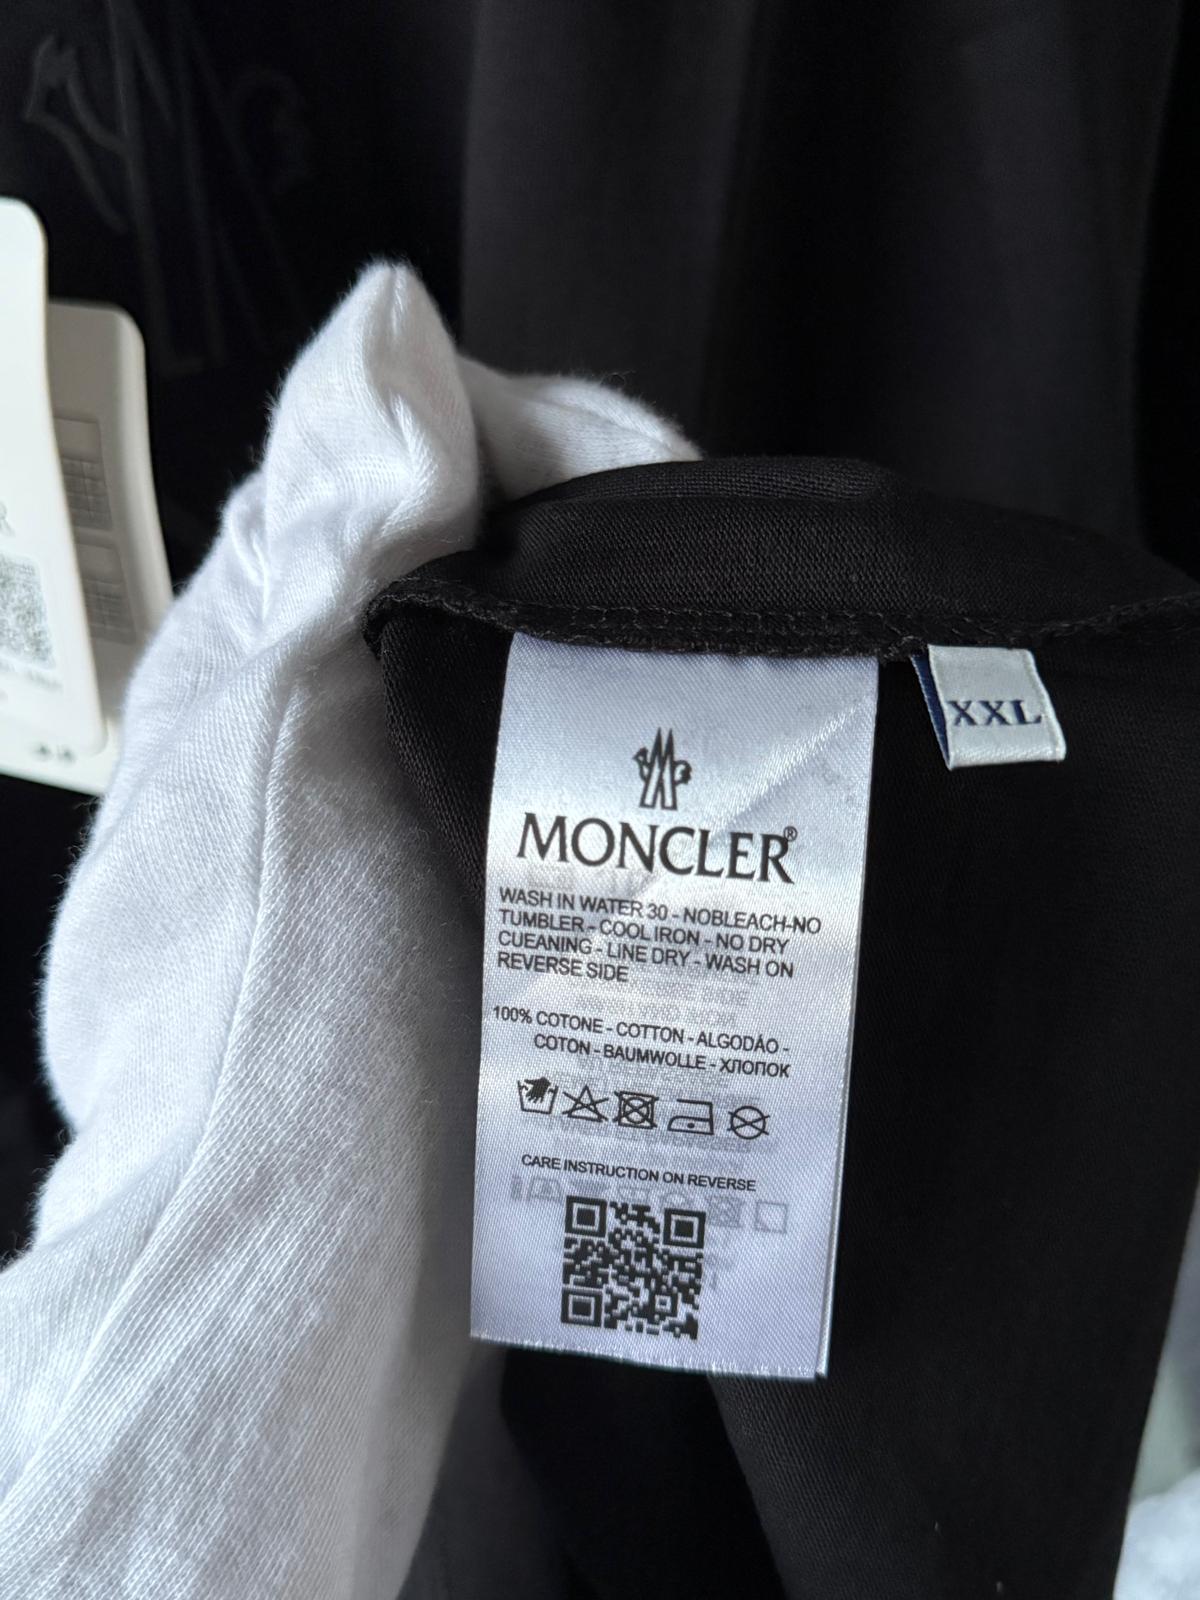 XXL
MONCLER®
WASH IN WATER 30 - NOBLEACH-NO
TUMBLER - COOL IRON - NO DRY
CUEANING - LINE DRY - WASH ON
REVERSE SIDE
100% COTONE - COTTON - ALGODÁO -
COTON - BAUMWOLLE - ХЛОПОК
CARE INSTRUCTION ON REVERSE